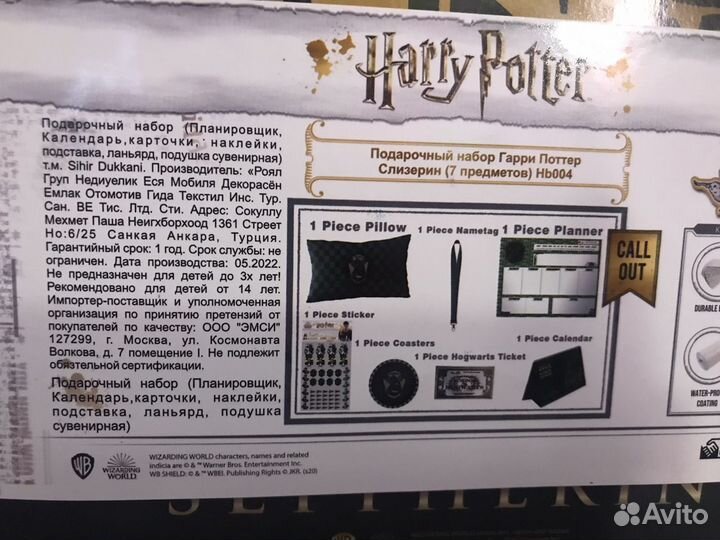 Harry Potter
Подарочный набор (Планировщик,
Календарь,карточки, наклейки,
подставка, ланьярд, подушка сувенирная)
т.м. Sihir Dukkani. Производитель: «Роял
Груп Недиуелик Еся Мобиля Декорасён
Емлак Отомотив Гида Текстил Инс. Тур.
Сан. ВЕ Тис. Лтд. Сти. Адрес: Сокуллу
Мехмет Паша Неигхборхоод 1361 Street
Но:6/25 Санкая Анкара, Турция.
Гарантийный срок: 1 год. Срок службы: не
ограничен. Дата производства: 05.2022.
Не предназначен для детей до 3х лет!
Рекомендовано для детей от 14 лет.
Импортер-поставщик и уполномоченная
организация по принятию претензий от
покупателей по качеству: ООО "ЭМСИ"
127299, г. Москва, ул. Космонавта
Волкова, д. 7 помещение I. Не подлежит
обязательной сертификации.
Подарочный набор (Планировщик,
Календарь,карточки, наклейки,
подставка, ланьярд, подушка
сувенирная)
Подарочный набор Гарри Поттер
Слизерин (7 предметов) Hb004
1 Piece Pillow
1 Piece Nametag
1 Piece Planner
CALL
OUT
1 Piece Sticker
1 Piece Coasters
1 Piece Hogwarts Ticket
1 Piece Calendar
DURABLE
WATER-PRO
COATING
WB
WIZARDING
WORLD
WIZARDING WORLD characters, names and related
indicia are © & ™ Warner Bros. Entertainment Inc.
WB SHIELD: © & ™ WBEI. Publishing Rights © JKR. (s20)
Avito